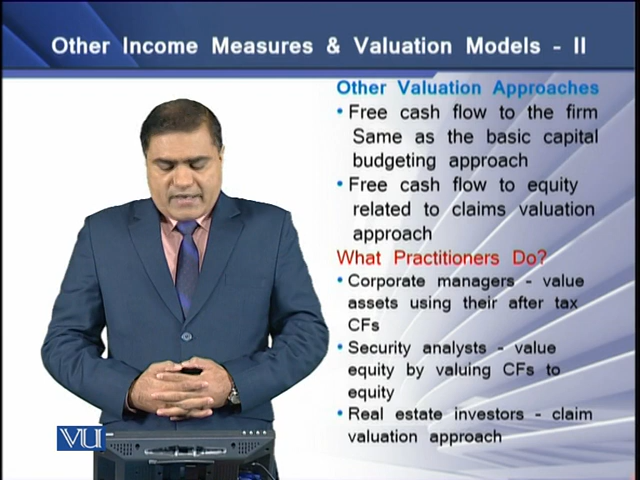 Other Income Measures & Valuation Models - II
Other Valuation Approaches
• Free cash flow to the firm
Same as the basic capital
budgeting approach
• Free cash flow to equity
related to claims valuation
approach
What Practitioners Do?
• Corporate managers - value
assets using their after tax
CFs
• Security analysts - value
equity by valuing CFs to
equity
• Real estate investors - claim
valuation approach
VU